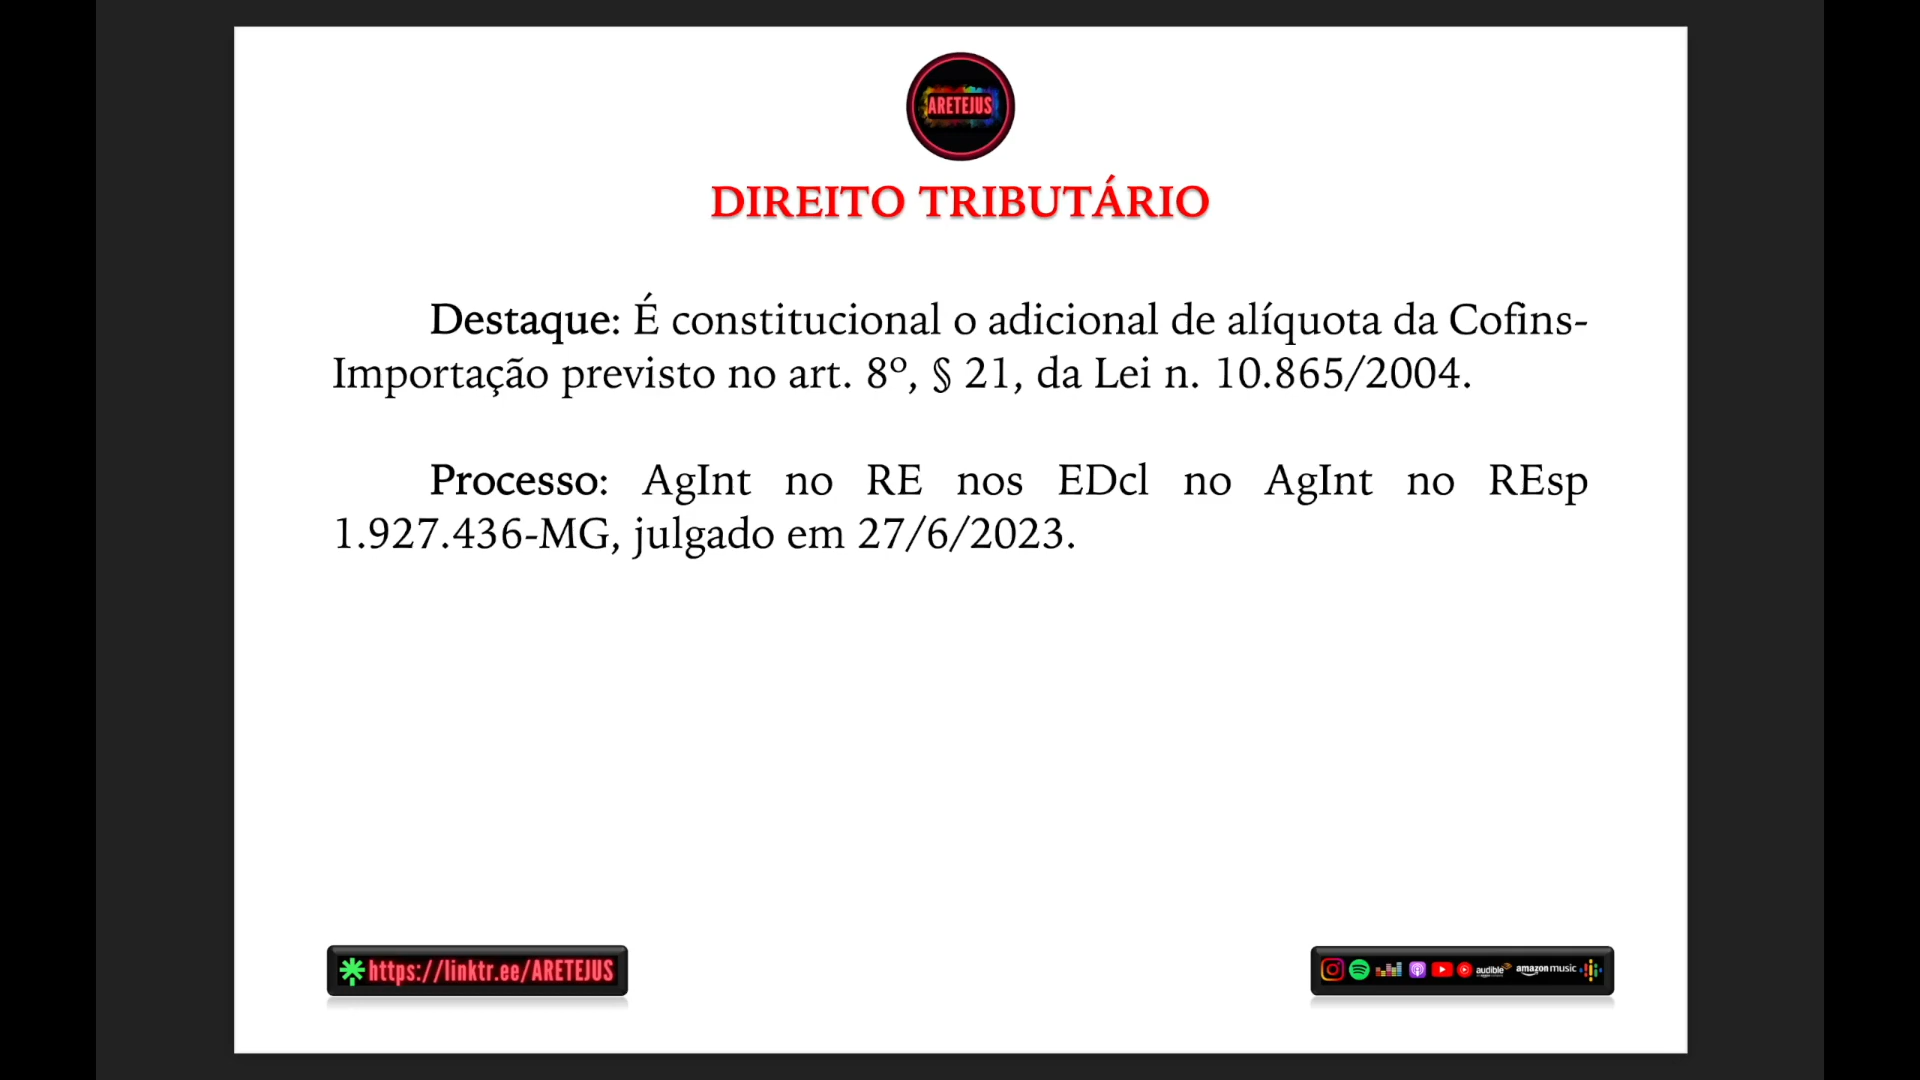 ARETEJUS
DIREITO TRIBUTÁRIO
Destaque: É constitucional o adicional de alíquota da Cofins-
Importação previsto no art. 8º, § 21, da Lei n. 10.865/2004.
Processo: AgInt no RE nos EDcl no AgInt no REsp
1.927.436-MG, julgado em 27/6/2023.
https://linktr.ee/ARETEJUS
audible amazon music